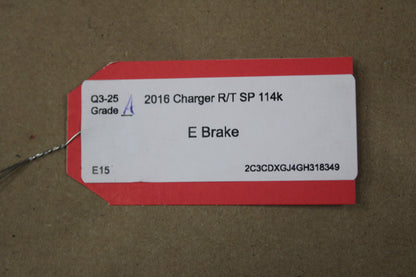 Q3-25 2016 Charger R/T SP 114k
Grade A
E Brake
E15 2C3CDXGJ4GH318349